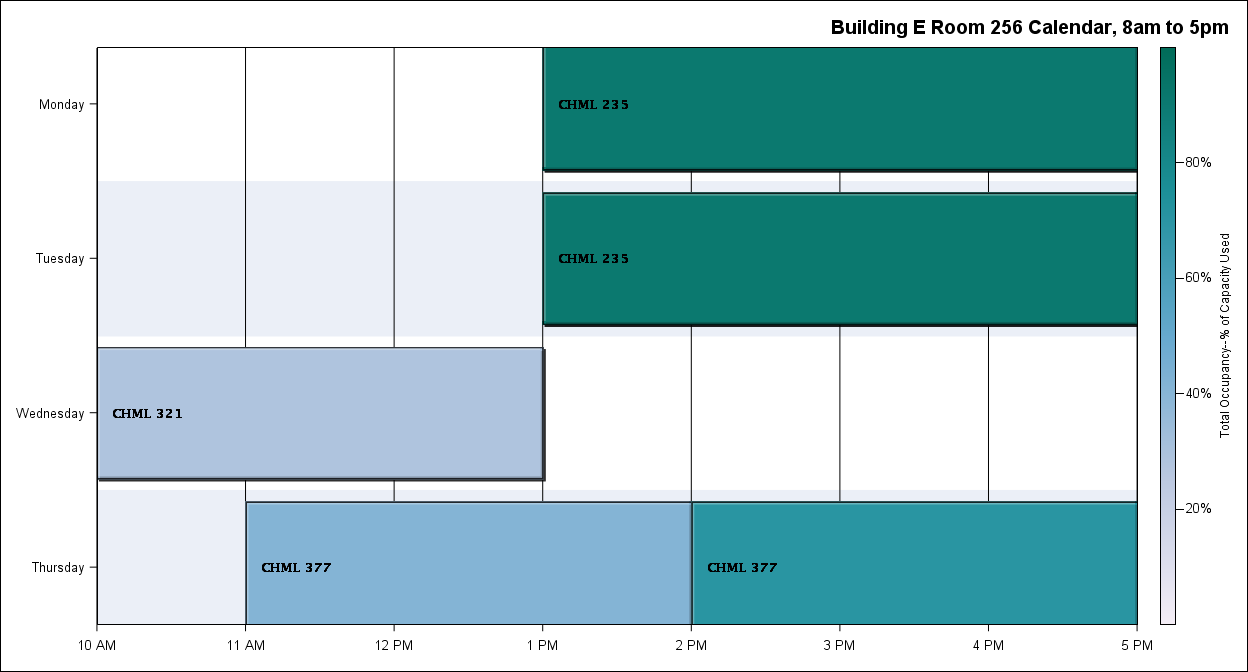 Building E Room 256 Calendar, 8am to 5pm
Monday
CHML 235
Tuesday
CHML 235
Wednesday
CHML 321
Thursday
CHML 377
CHML 377
10 AM
11 AM
12 PM
1 PM
2 PM
3 PM
4 PM
5 PM
80%
60%
40%
20%
Total Occupancy--% of Capacity Used